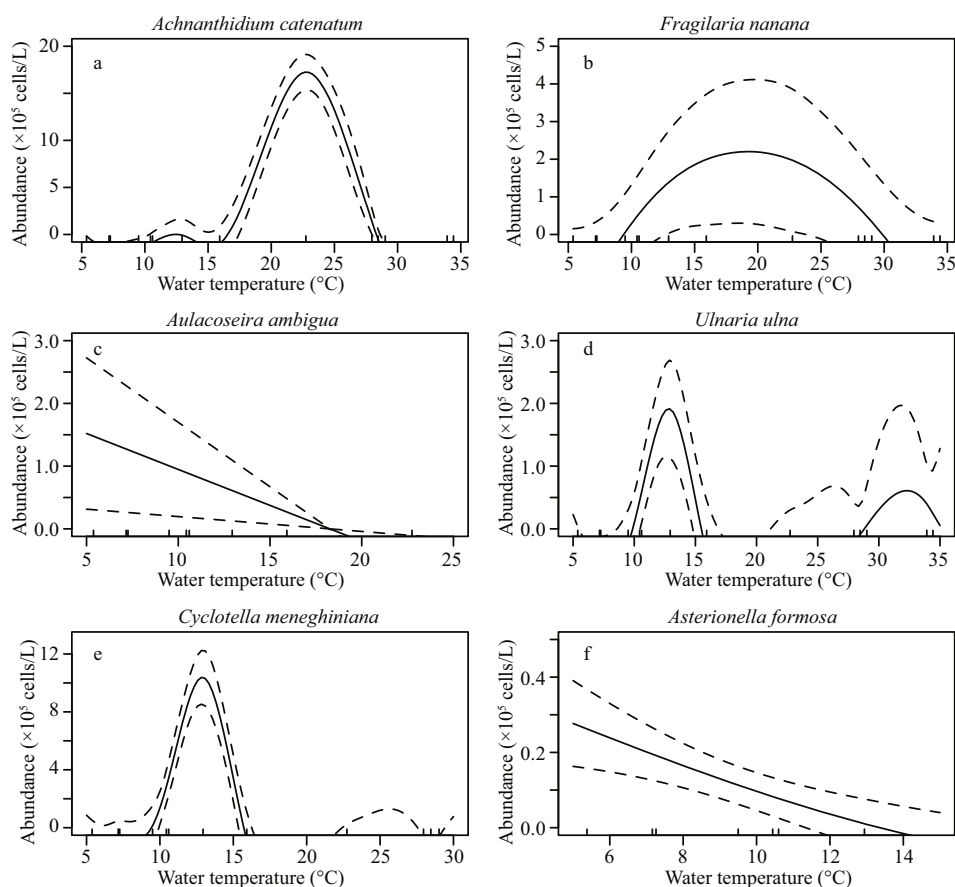 Achnanthidium catenatum
a
Abundance (×10⁵ cells/L)
20
10
5
0
5 10 15 20 25 30 35
Water temperature (°C)
Fragilaria nanana
b
Abundance (×10⁵ cells/L)
5
4
3
2
1
0
5 10 15 20 25 30 35
Water temperature (°C)
Aulacoseira ambigua
c
Abundance (×10⁵ cells/L)
3.0
2.0
1.0
0.0
5 10 15 20 25
Water temperature (°C)
Ulnaria ulna
d
Abundance (×10⁵ cells/L)
3.0
2.0
1.0
0.0
5 10 15 20 25 30 35
Water temperature (°C)
Cyclotella meneghiniana
e
Abundance (×10⁵ cells/L)
12
8
4
0
5 10 15 20 25 30
Water temperature (°C)
Asterionella formosa
f
Abundance (×10⁵ cells/L)
0.4
0.2
0.0
6 8 10 12 14
Water temperature (°C)